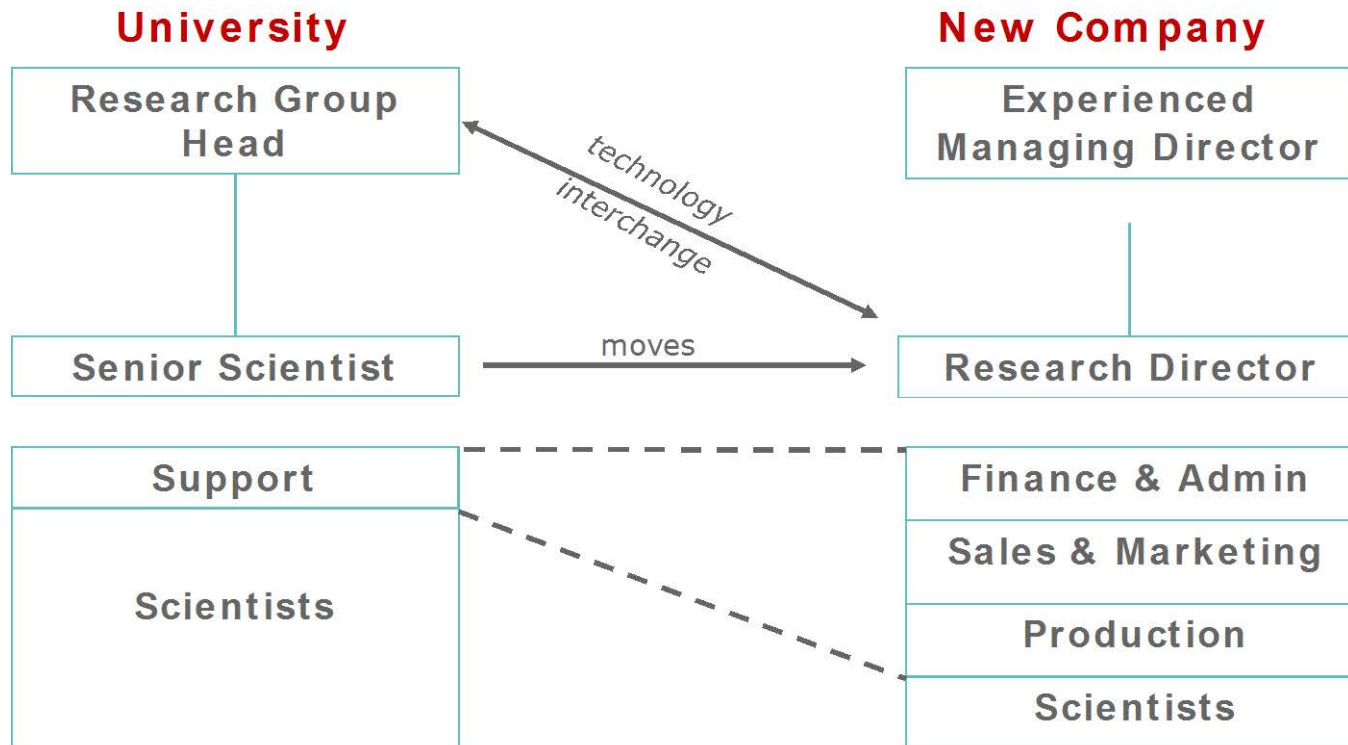 University
New Company
Research Group
Head
Experienced
Managing Director
technology
interchange
Senior Scientist
moves
Research Director
Support
Scientists
Finance & Admin
Sales & Marketing
Production
Scientists